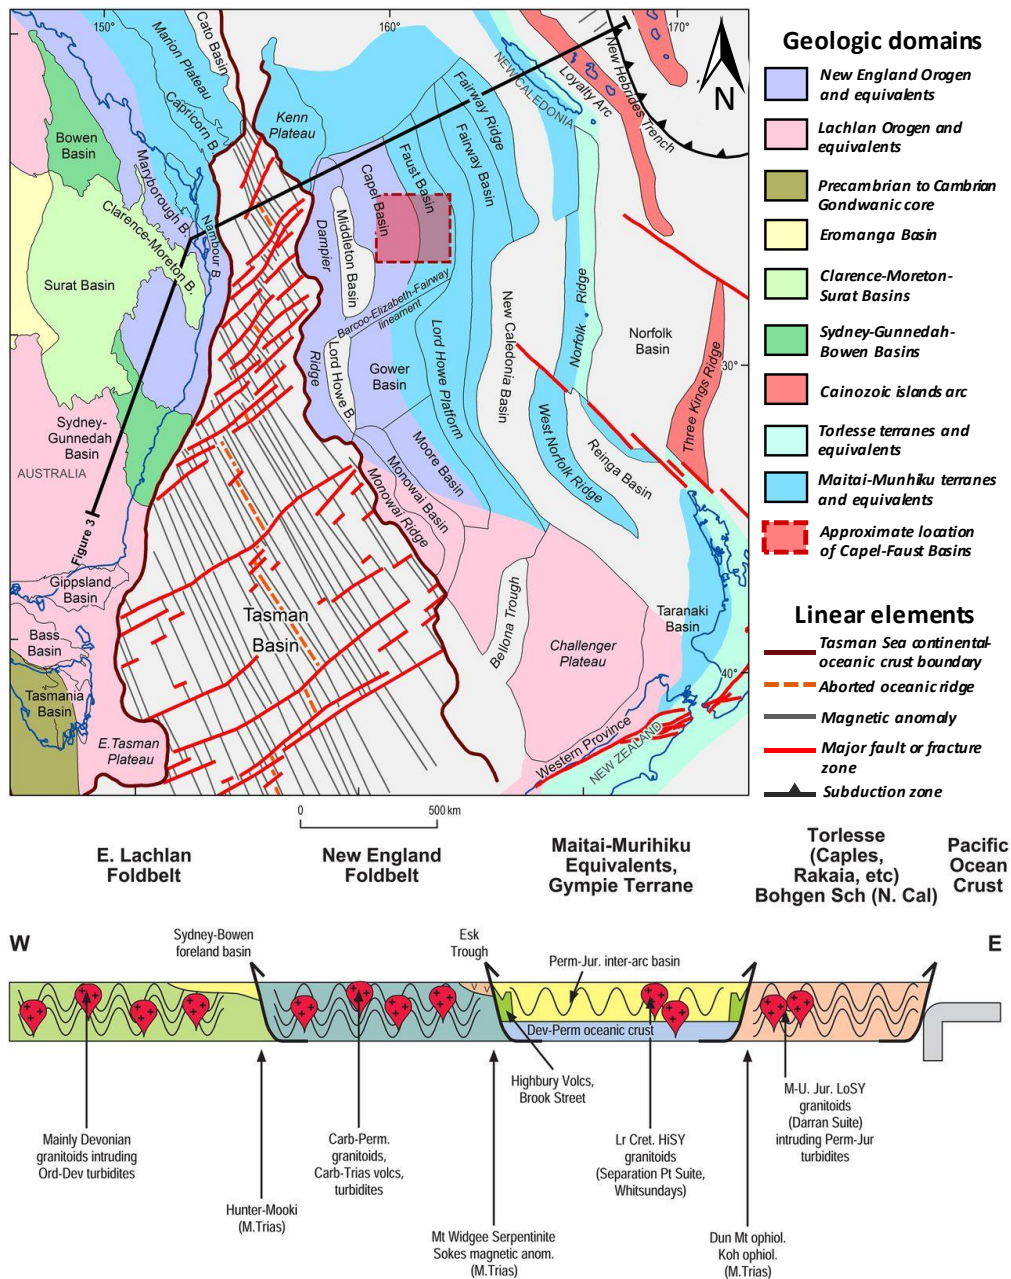 150°
160°
170°
Cato Basin
Marion Plateau
Capricorn B.
Kenn
Plateau
Fairway Ridge
NEW CALEDONIA
Loyalty Arc
New Hebrides Trench
N
Bowen
Basin
Maryborough B.
Clarence-Moreton B.
Nambour B.
Surat Basin
Dampier
Ridge
Middleton Basin
Capel Basin
Faust Basin
Fairway Basin
Barcoo-Elizabeth-Fairway
lineament
Lord Howe B.
Gower
Basin
Lord Howe Platform
New Caledonia Basin
Norfolk
Ridge
Norfolk
Basin
30°
Three Kings Ridge
Sydney-
Gunnedah
Basin
AUSTRALIA
Moore Basin
Monowai Basin
Monowai Ridge
West Norfolk Ridge
Reinga Basin
Figure 3
Gippsland
Basin
Bass
Basin
Tasmania
Basin
E.Tasman
Plateau
Tasman
Basin
Bellona Trough
Challenger
Plateau
Taranaki
Basin
40°
Western Province
NEW ZEALAND
0
500 km
Geologic domains
New England Orogen
and equivalents
Lachlan Orogen and
equivalents
Precambrian to Cambrian
Gondwanic core
Eromanga Basin
Clarence-Moreton-
Surat Basins
Sydney-Gunnedah-
Bowen Basins
Cainozoic islands arc
Torlesse terranes and
equivalents
Maitai-Munhiku terranes
and equivalents
Approximate location
of Capel-Faust Basins
Linear elements
Tasman Sea continental-
oceanic crust boundary
Aborted oceanic ridge
Magnetic anomaly
Major fault or fracture
zone
Subduction zone
E. Lachlan
Foldbelt
New England
Foldbelt
Maitai-Murihiku
Equivalents,
Gympie Terrane
Torlesse
(Caples,
Rakaia, etc)
Bohgen Sch (N. Cal)
Pacific
Ocean
Crust
W
E
Sydney-Bowen
foreland basin
Esk
Trough
Perm-Jur. inter-arc basin
V V
Dev-Perm oceanic crust
Highbury Volcs,
Brook Street
Mainly Devonian
granitoids intruding
Ord-Dev turbidites
Hunter-Mooki
(M.Trias)
Carb-Perm.
granitoids,
Carb-Trias volcs,
turbidites
Mt Widgee Serpentinite
Sokes magnetic anom.
(M.Trias)
Lr Cret. HiSY
granitoids
(Separation Pt Suite,
Whitsundays)
Dun Mt ophiol.
Koh ophiol.
(M.Trias)
M-U. Jur. LoSY
granitoids
(Darran Suite)
intruding Perm-Jur
turbidites